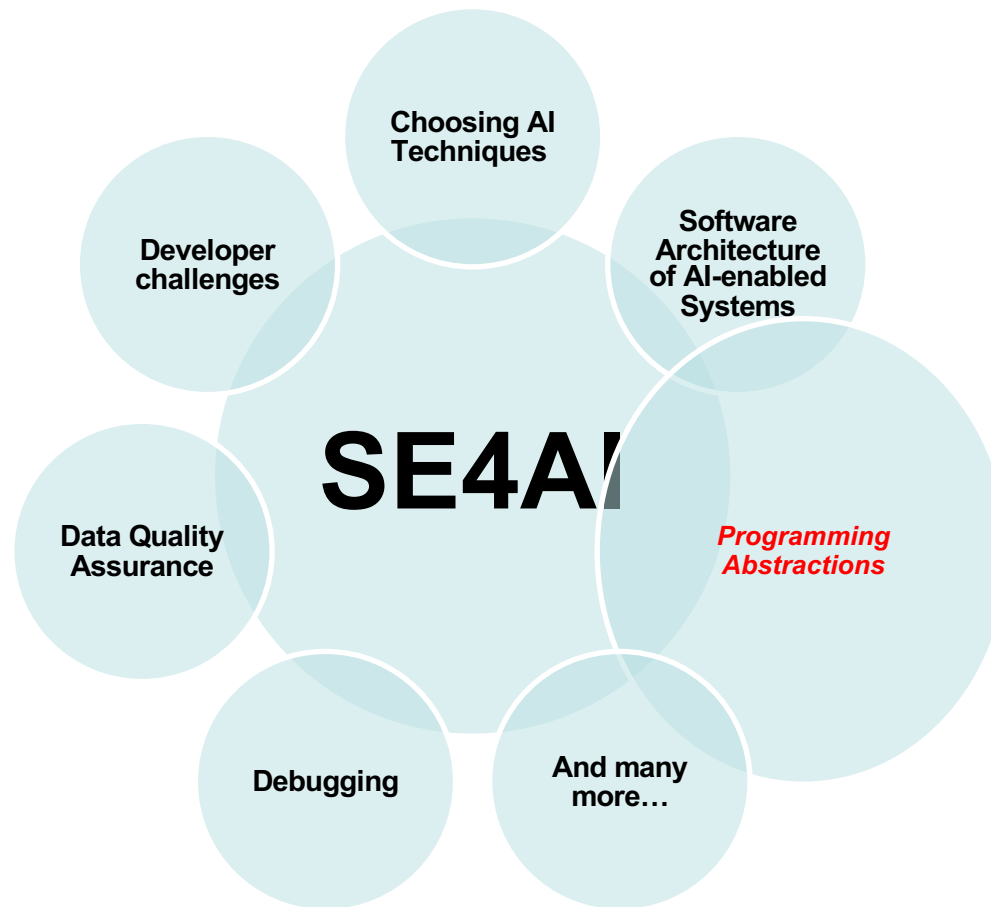 Choosing AI
Techniques
Software
Architecture
of AI-enabled
Systems
Developer
challenges
SE4AI
Programming
Abstractions
Data Quality
Assurance
Debugging
And many
more…